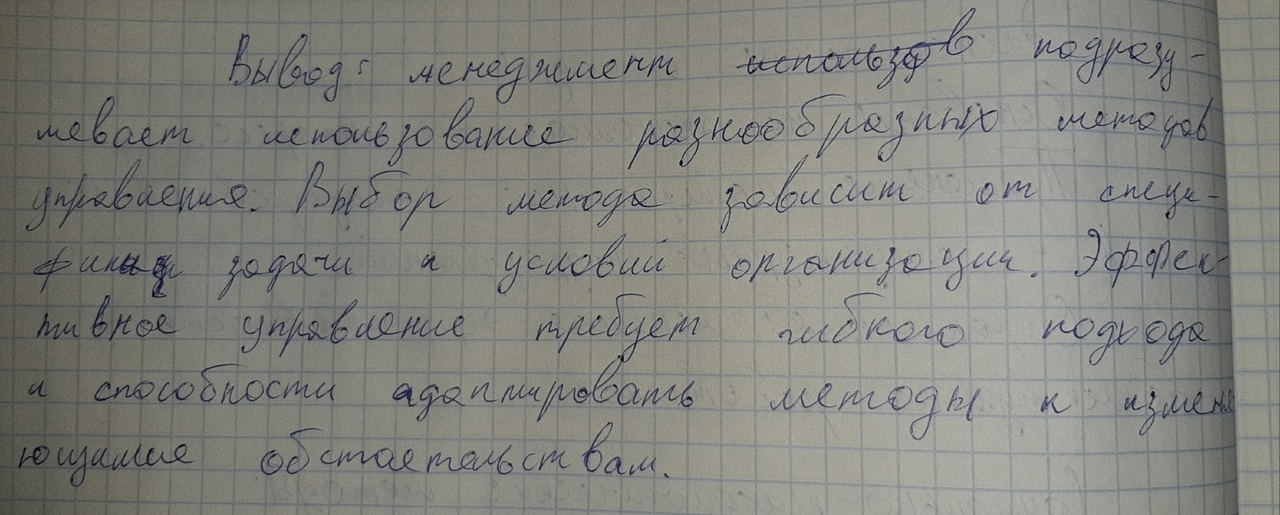 Вывод: менеджмент подразу-
мевает использование разнообразных методов
управления. Выбор метода зависит от специ-
фики задачи и условий организации. Эффек-
тивное управление требует гибкого подхода
и способности адаптировать методы к изменя
ющимся обстоятельствам.